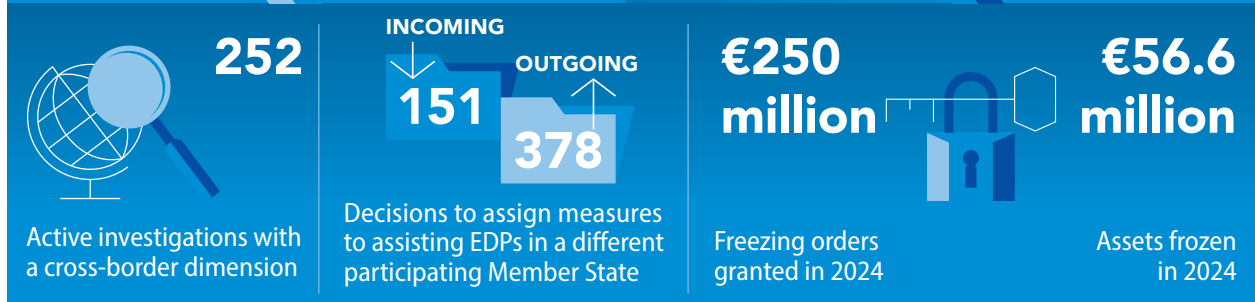 252
Active investigations with
a cross-border dimension
INCOMING
151
OUTGOING
378
Decisions to assign measures
to assisting EDPs in a different
participating Member State
€250
million
Freezing orders
granted in 2024
€56.6
million
Assets frozen
in 2024